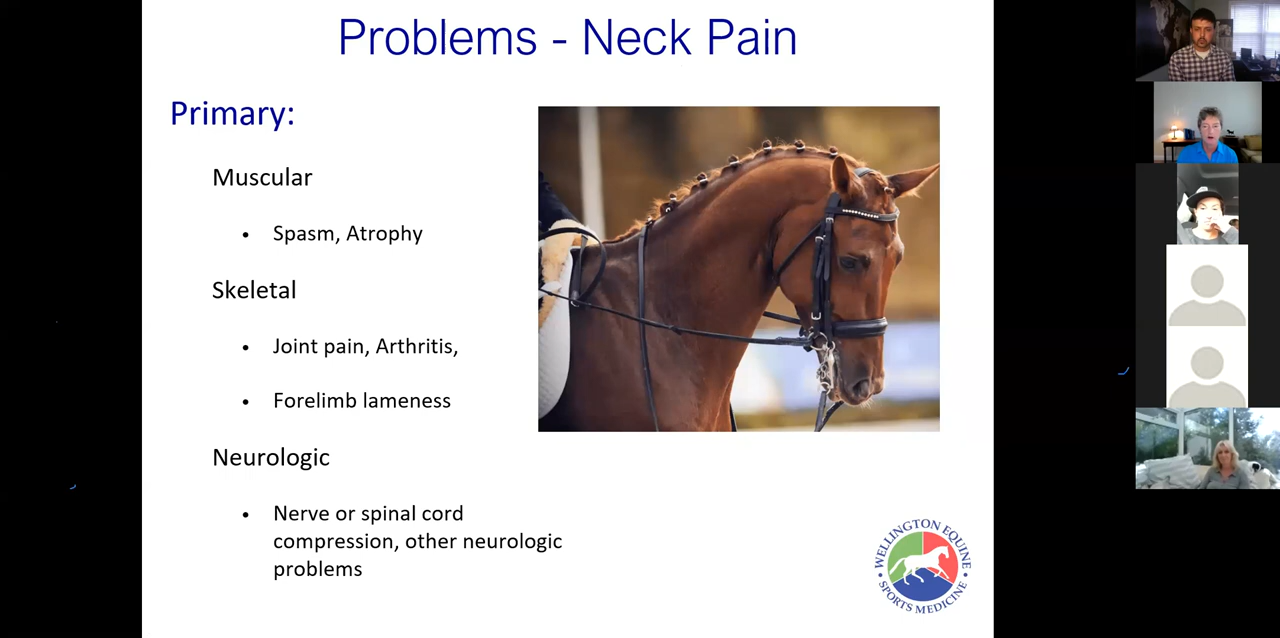 Problems - Neck Pain
Primary:
Muscular
• Spasm, Atrophy
Skeletal
• Joint pain, Arthritis,
• Forelimb lameness
Neurologic
• Nerve or spinal cord
compression, other neurologic
problems
WELLINGTON EQUINE
• SPORTS MEDICINE •